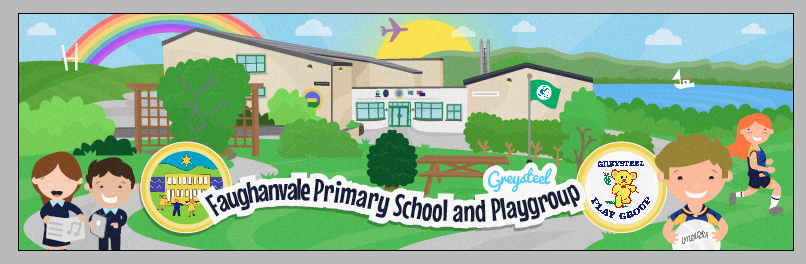 Faughanvale Primary School and Playgroup
Greysteel
GREYSTEEL
PLAY GROUP